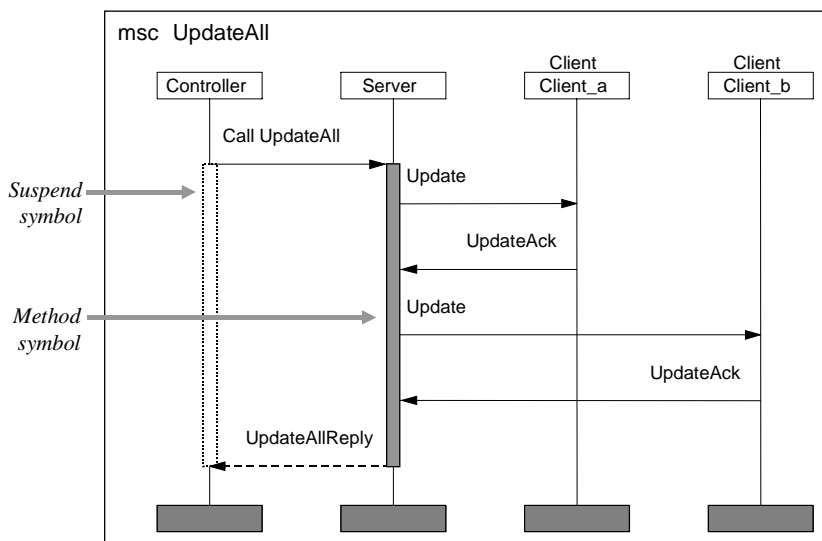 msc UpdateAll
Client
Client
Controller
Server
Client_a
Client_b
Call UpdateAll
Suspend
symbol
Update
UpdateAck
Method
symbol
Update
UpdateAck
UpdateAllReply